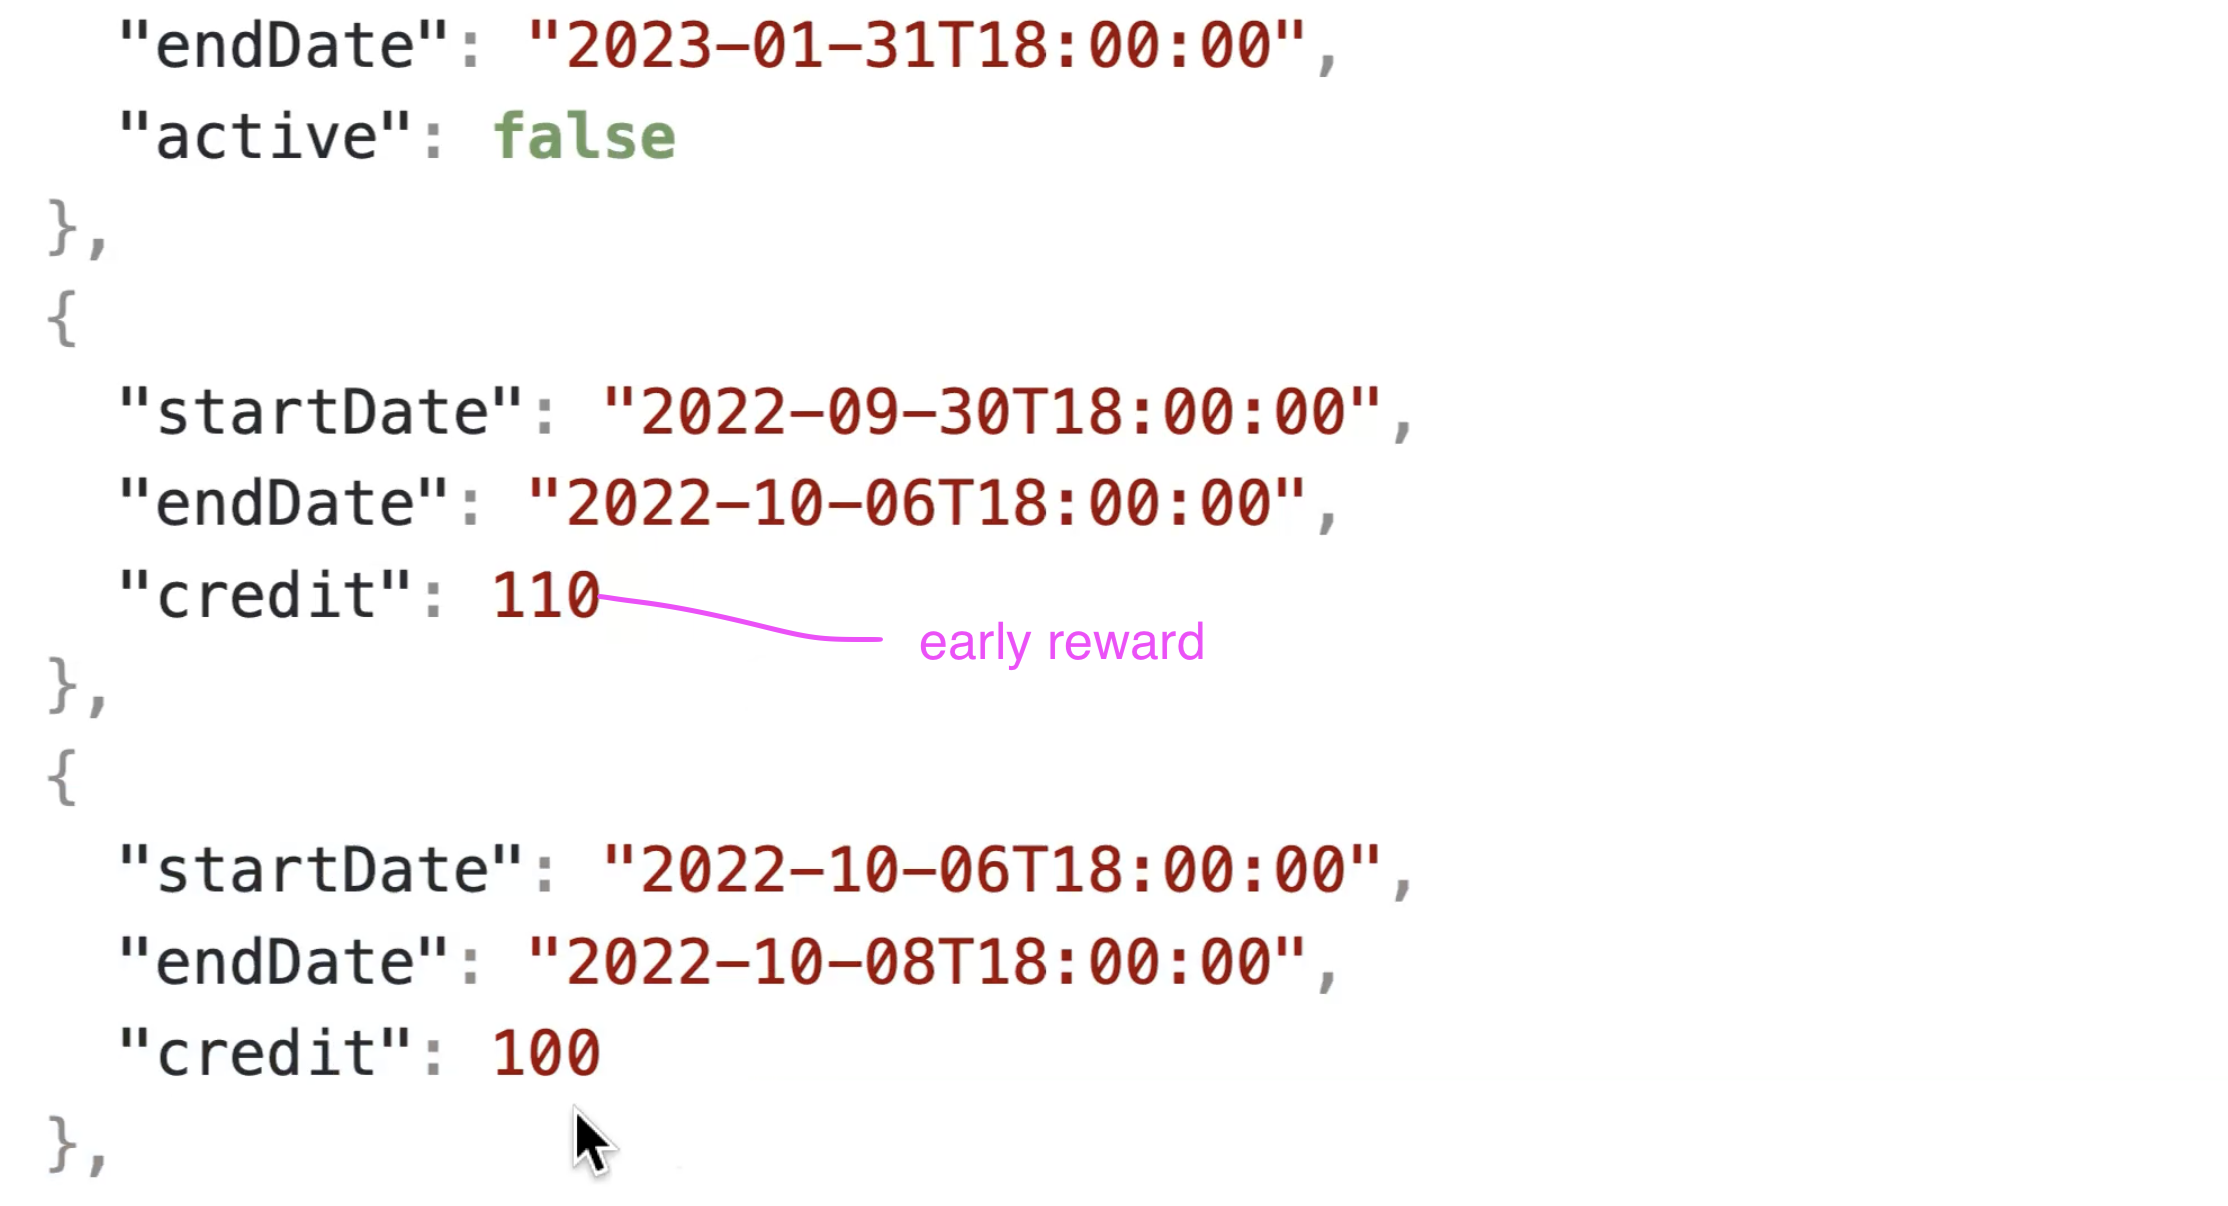 "endDate": "2023-01-31T18:00:00",
"active": false
},
{
"startDate": "2022-09-30T18:00:00",
"endDate": "2022-10-06T18:00:00",
"credit": 110
early reward
},
{
"startDate": "2022-10-06T18:00:00",
"endDate": "2022-10-08T18:00:00",
"credit": 100
},